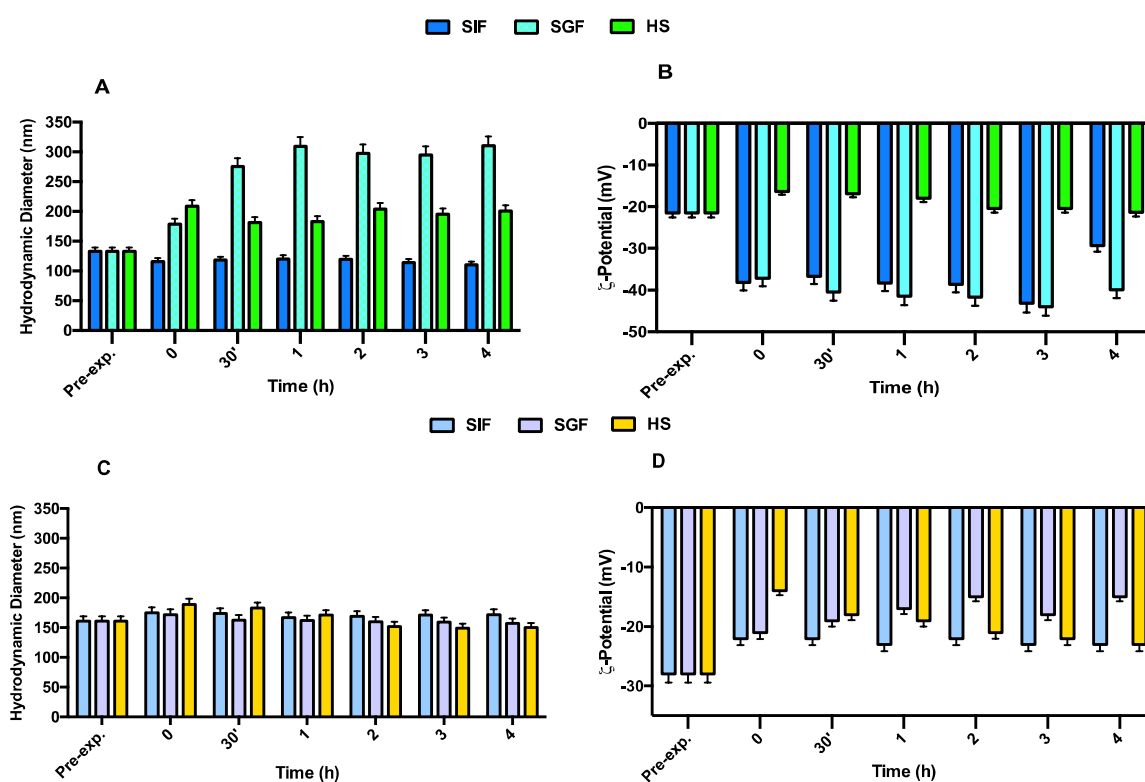 SIF SGF HS
A
Hydrodynamic Diameter (nm)
350
300
250
200
150
100
50
0
Pre-exp. 0 30' 1 2 3 4
Time (h)
B
ζ-Potential (mV)
0
-10
-20
-30
-40
-50
Pre-exp. 0 30' 1 2 3 4
Time (h)
SIF SGF HS
C
Hydrodynamic Diameter (nm)
350
300
250
200
150
100
50
0
Pre-exp. 0 30' 1 2 3 4
Time (h)
D
ζ-Potential (mV)
0
-10
-20
-30
Pre-exp. 0 30' 1 2 3 4
Time (h)